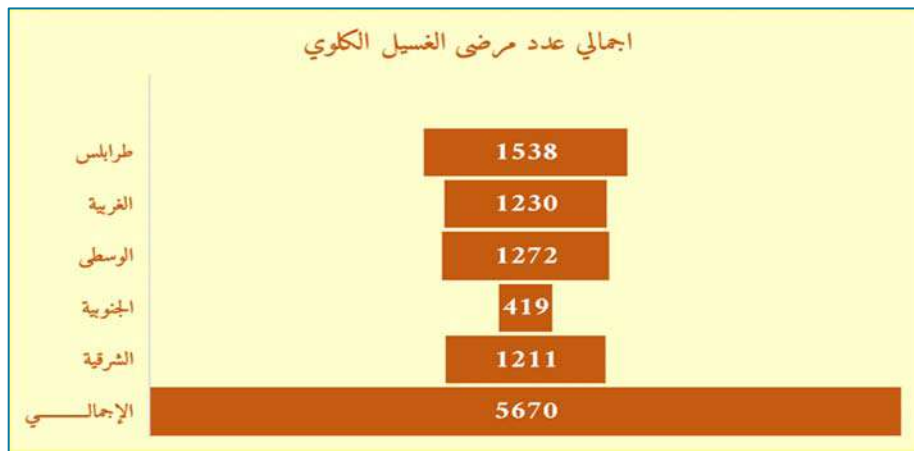 اجمالي عدد مرضى الغسيل الكلوي
طرابلس 1538
الغربية 1230
الوسطى 1272
الجنوبية 419
الشرقية 1211
الإجمالـــــــي 5670